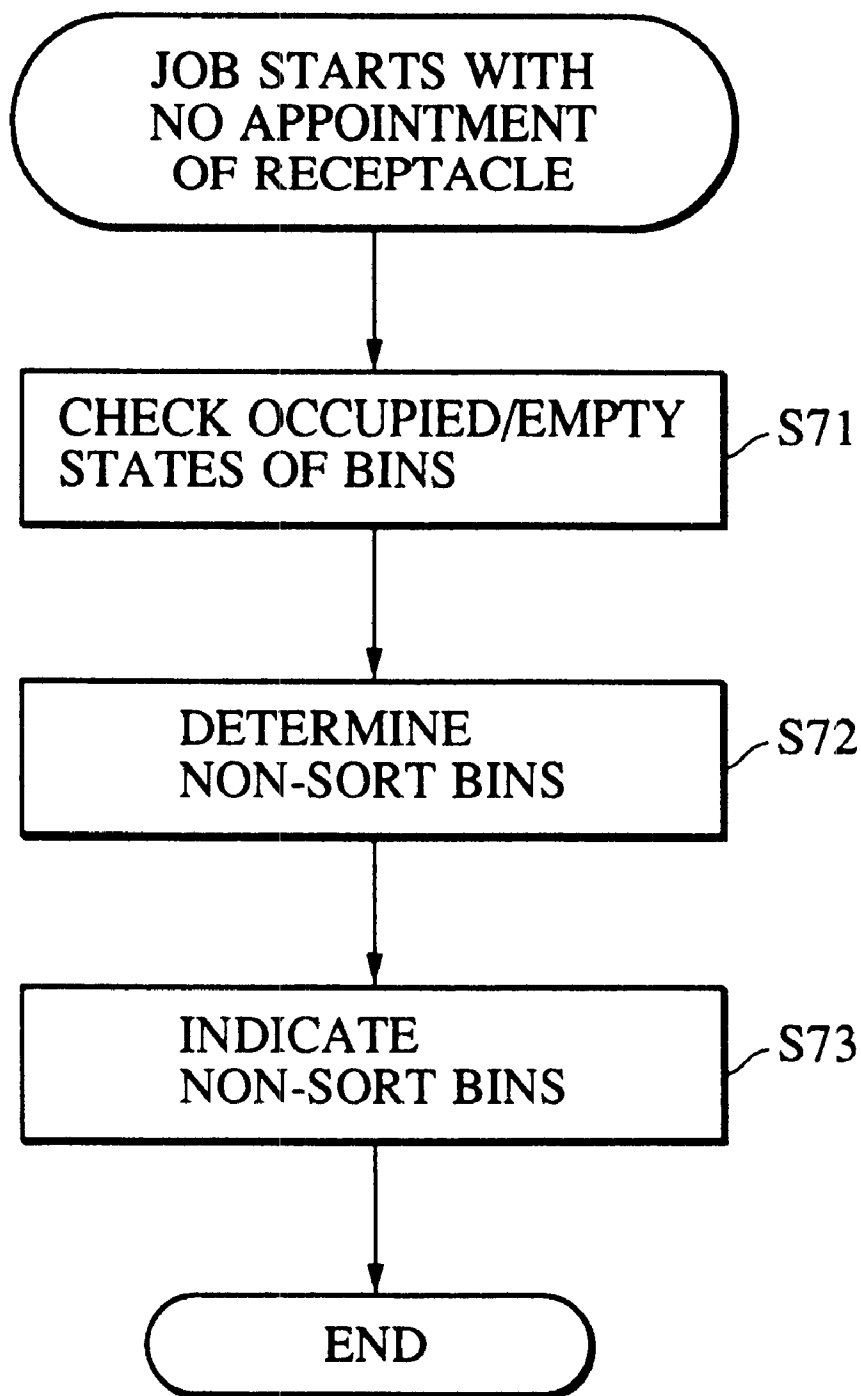 JOB STARTS WITH
NO APPOINTMENT
OF RECEPTACLE
CHECK OCCUPIED/EMPTY
STATES OF BINS
S71
DETERMINE
NON-SORT BINS
S72
INDICATE
NON-SORT BINS
S73
END